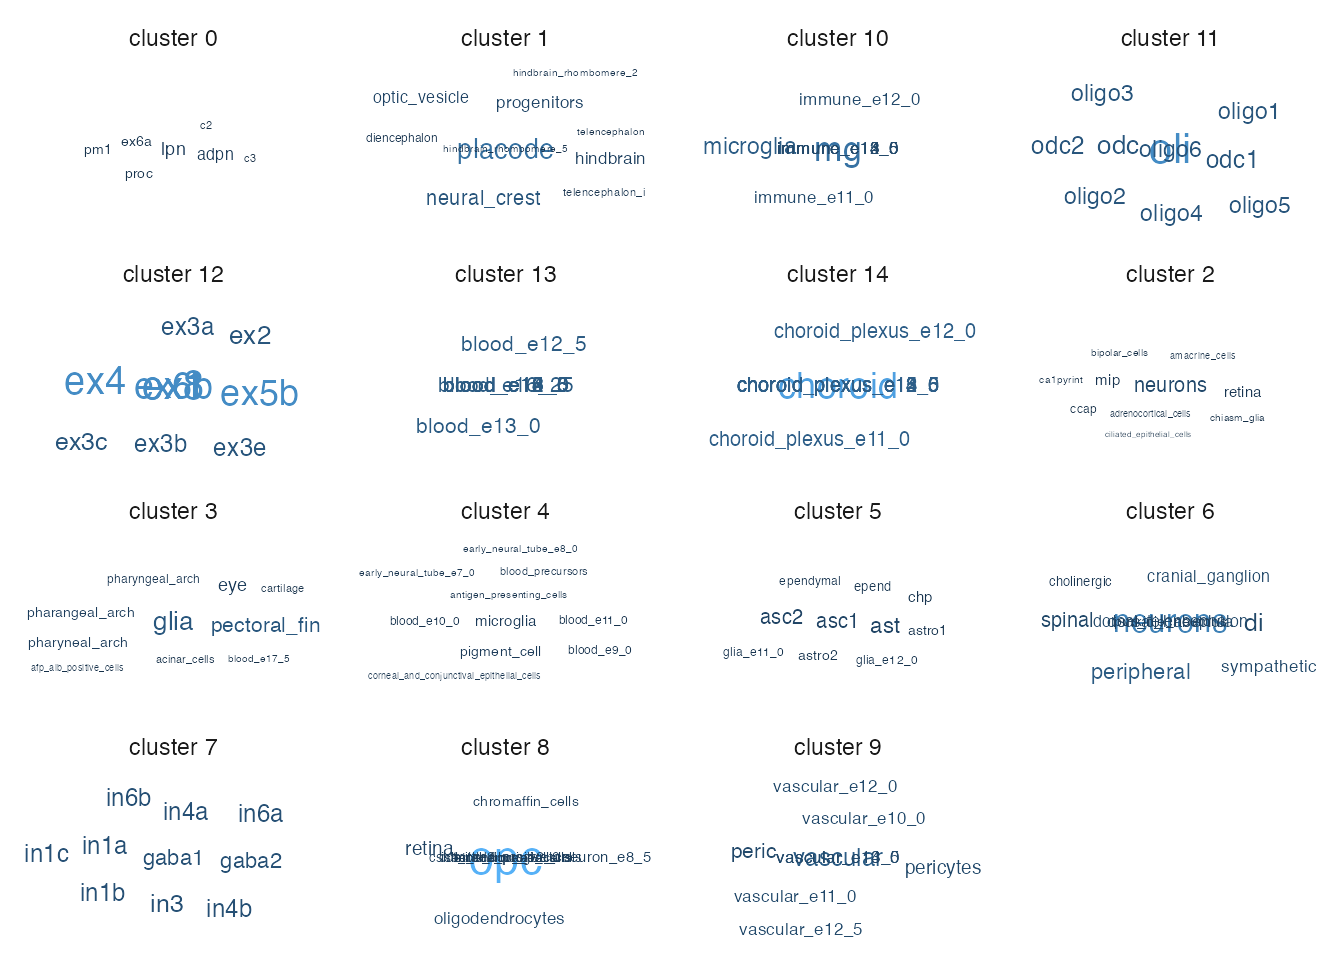 cluster 0
c2
ex6a
pm1
lpn
adpn
c3
proc
cluster 1
hindbrain_rhombomere_2
optic_vesicle
progenitors
diencephalon
telencephalon
hindbrain_rhombomere_5
placode
hindbrain
neural_crest
telencephalon_i
cluster 10
immune_e12_0
microglia
mg
immune_e11_0
cluster 11
oligo3
oligo1
odc2
odc
oligo6
oli
odc1
oligo2
oligo4
oligo5
cluster 12
ex3a
ex2
ex4
ex5b
ex3c
ex3b
ex3e
cluster 13
blood_e12_5
blood_e13_0
cluster 14
choroid_plexus_e12_0
choroid
choroid_plexus_e11_0
cluster 2
bipolar_cells
amacrine_cells
ca1pyrint
mip
neurons
retina
ccap
adrenocortical_cells
chiasm_glia
ciliated_epithelial_cells
cluster 3
pharyngeal_arch
eye
cartilage
pharangeal_arch
glia
pectoral_fin
pharyneal_arch
acinar_cells
blood_e17_5
afp_alb_positive_cells
cluster 4
early_neural_tube_e8_0
early_neural_tube_e7_0
blood_precursors
antigen_presenting_cells
blood_e10_0
microglia
blood_e11_0
pigment_cell
blood_e9_0
corneal_and_conjunctival_epithelial_cells
cluster 5
ependymal
epend
chp
asc2
asc1
ast
astro1
glia_e11_0
astro2
glia_e12_0
cluster 6
cholinergic
cranial_ganglion
spinal
neurons
di
peripheral
sympathetic
cluster 7
in6b
in4a
in6a
in1c
in1a
gaba1
gaba2
in1b
in3
in4b
cluster 8
chromaffin_cells
retina
opc
oligodendrocytes
cluster 9
vascular_e12_0
vascular_e10_0
peric
vascular
pericytes
vascular_e11_0
vascular_e12_5